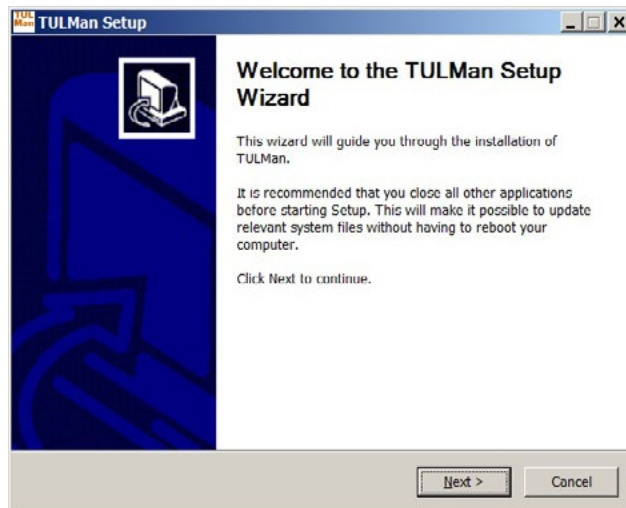 TUL
Man
TULMan Setup
Welcome to the TULMan Setup
Wizard
This wizard will guide you through the installation of
TULMan.
It is recommended that you close all other applications
before starting Setup. This will make it possible to update
relevant system files without having to reboot your
computer.
Click Next to continue.
Next >
Cancel